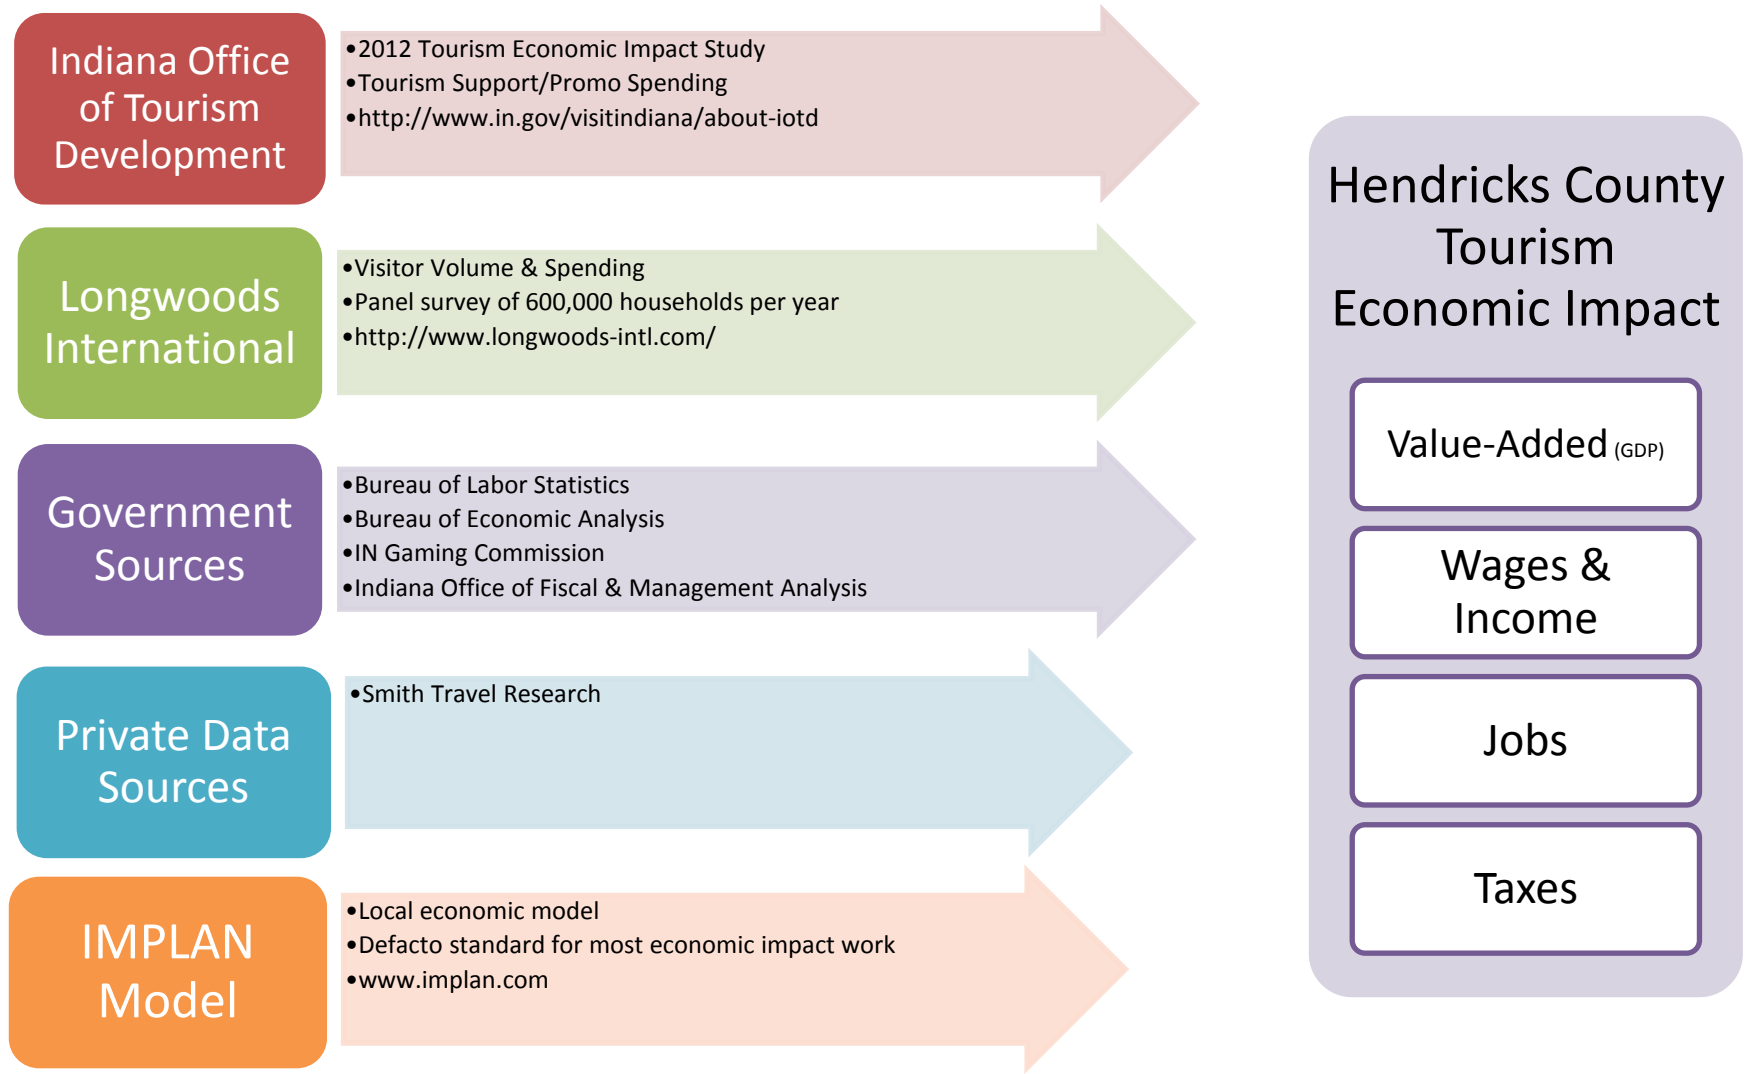 Indiana Office
of Tourism
Development
•2012 Tourism Economic Impact Study
•Tourism Support/Promo Spending
•http://www.in.gov/visitindiana/about-iotd
Longwoods
International
•Visitor Volume & Spending
•Panel survey of 600,000 households per year
•http://www.longwoods-intl.com/
Government
Sources
•Bureau of Labor Statistics
•Bureau of Economic Analysis
•IN Gaming Commission
•Indiana Office of Fiscal & Management Analysis
Private Data
Sources
•Smith Travel Research
IMPLAN
Model
•Local economic model
•Defacto standard for most economic impact work
•www.implan.com
Hendricks County
Tourism
Economic Impact
Value-Added (GDP)
Wages &
Income
Jobs
Taxes